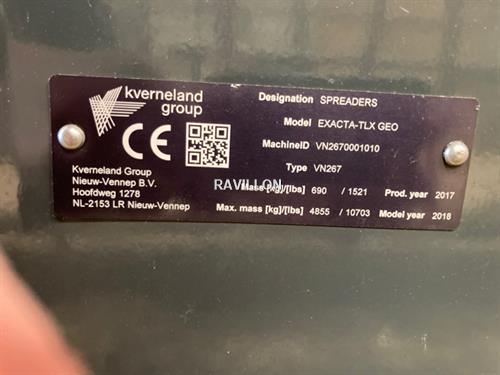 kverneland
group
CE
Kverneland Group
Nieuw-Vennep B.V.
Hoofdweg 1278
NL-2153 LR Nieuw-Vennep
Designation SPREADERS
Model EXACTA-TLX GEO
MachineID VN2670001010
Type VN267
Mass [kg]/[lbs] 690 / 1521 Prod. year 2017
Max. mass [kg]/[lbs] 4855 / 10703 Model year 2018
RAVILLON